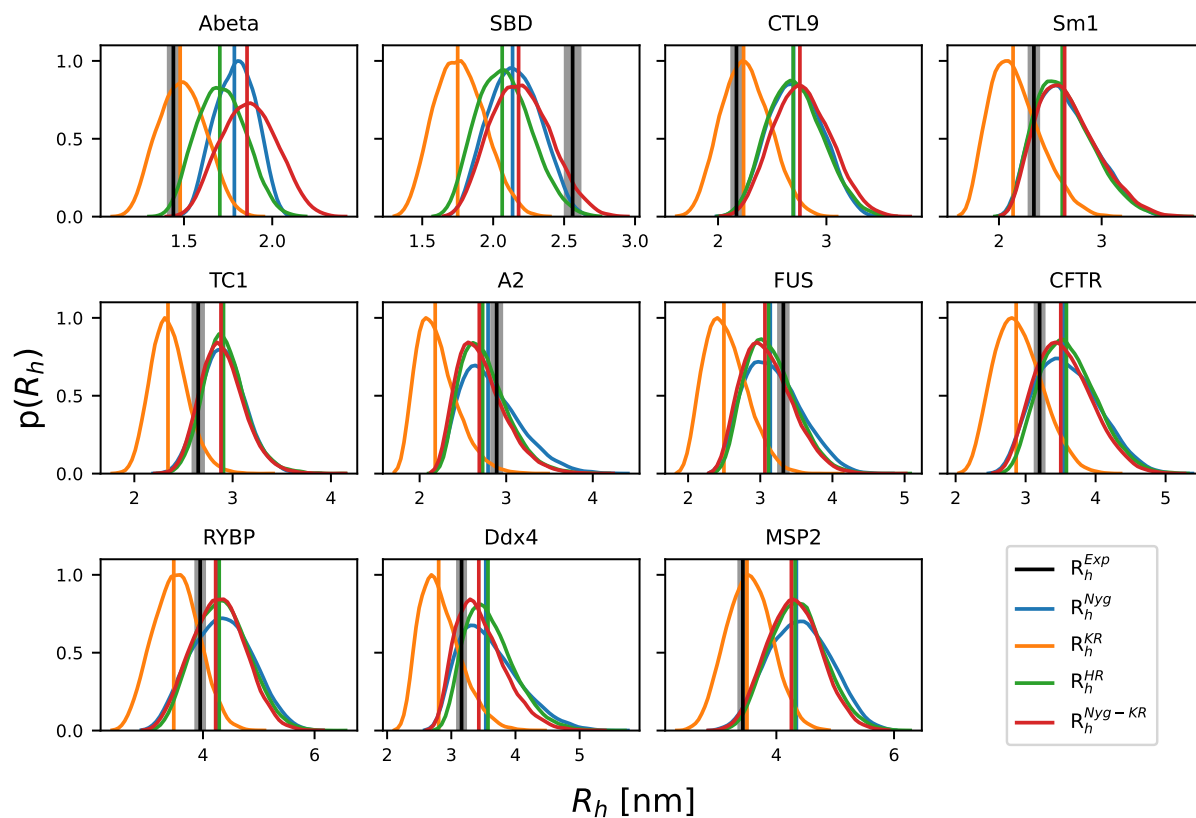 Abeta SBD CTL9 Sm1
1.0
0.5
0.0
1.5 2.0 1.5 2.0 2.5 3.0 2 3 2 3
TC1 A2 FUS CFTR
1.0
0.5
0.0
2 3 4 2 3 4 2 3 4 5 2 3 4 5
p(R_h)
RYBP Ddx4 MSP2
1.0
0.5
0.0
4 6 2 3 4 5 4 6
R_h^{Exp}
R_h^{Nyg}
R_h^{KR}
R_h^{HR}
R_h^{Nyg-KR}
R_h [nm]